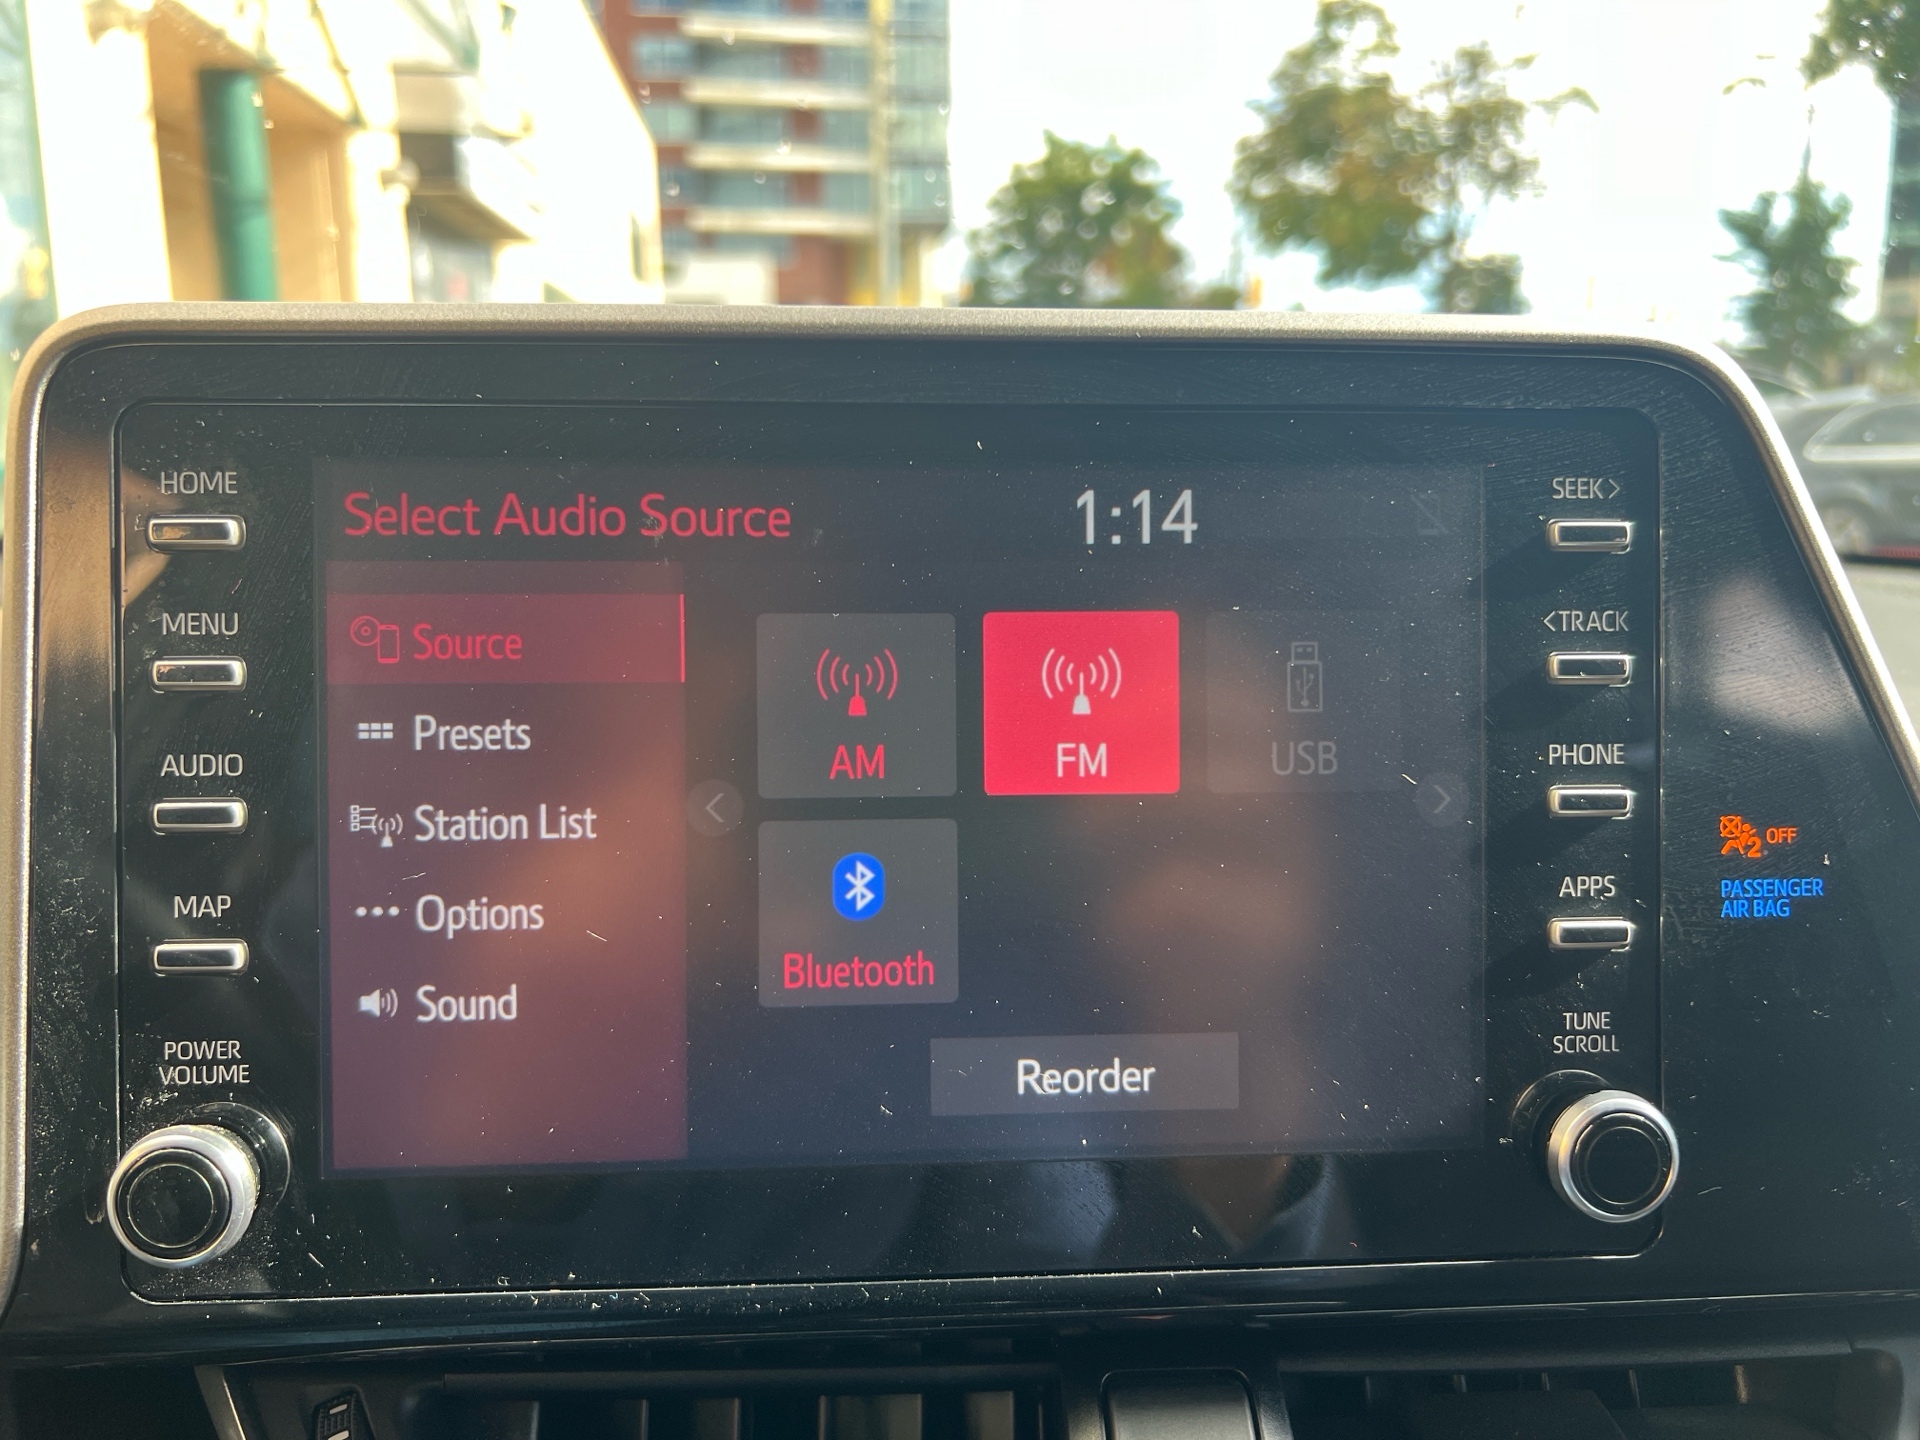 HOME
MENU
AUDIO
MAP
POWER
VOLUME
Select Audio Source
1:14
Source
Presets
Station List
Options
Sound
AM
FM
USB
Bluetooth
Reorder
SEEK>
<TRACK
PHONE
APPS
TUNE
SCROLL
2 OFF
PASSENGER
AIR BAG